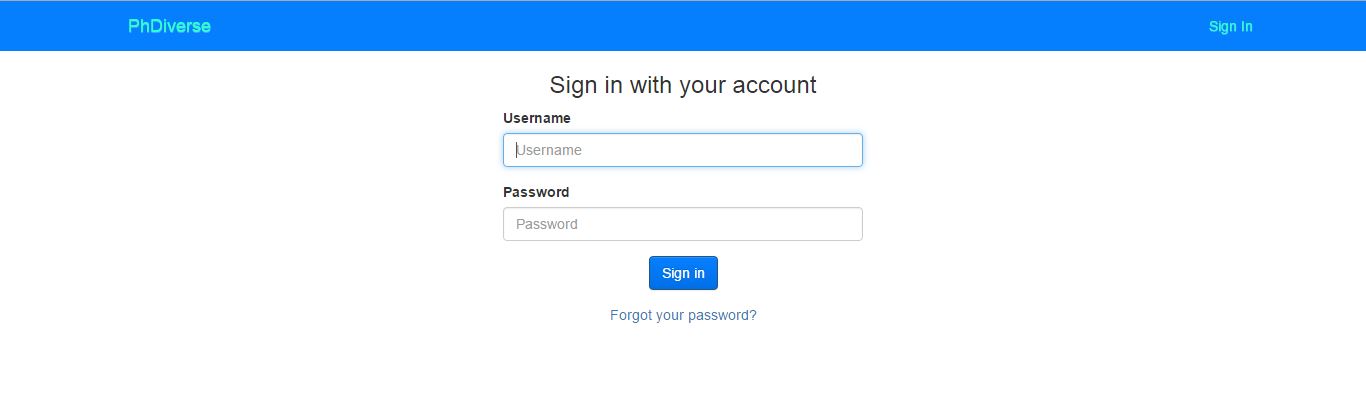 PhDiverse
Sign In
Sign in with your account
Username
Username
Password
Password
Sign in
Forgot your password?